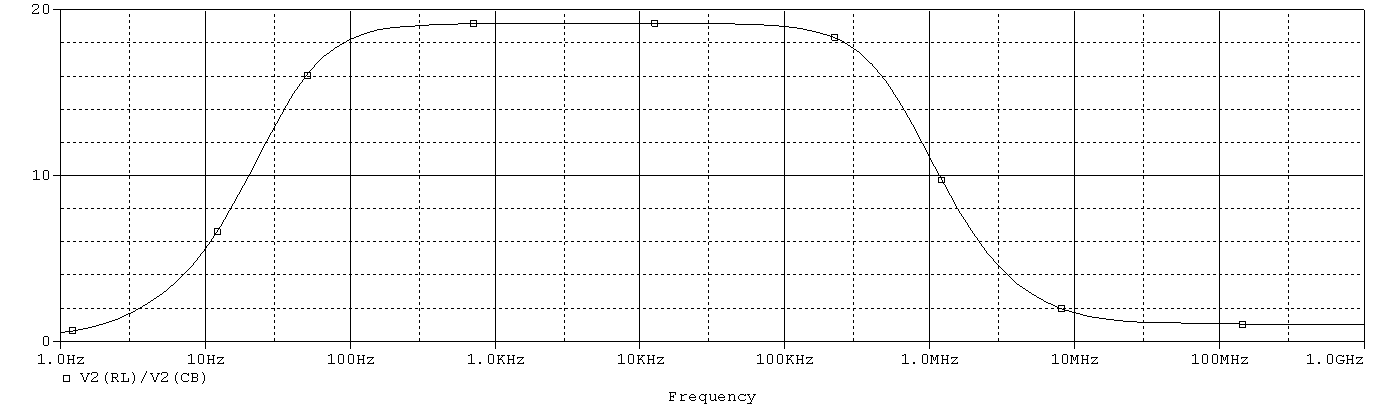 20
10
0
1.0Hz 10Hz 100Hz 1.0KHz 10KHz 100KHz 1.0MHz 10MHz 100MHz 1.0GHz
V2(RL)/V2(CB)
Frequency